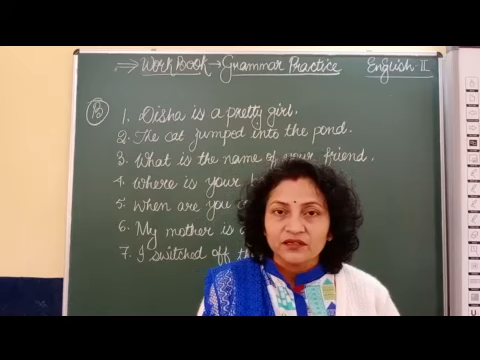 ⇒ Work Book → Grammar Practice English-II
B
1. Disha is a pretty girl.
2. The cat jumped into the pond.
3. What is the name of your friend.
4. Where is your
5. When are you
6. My mother is a
7. I switched off th